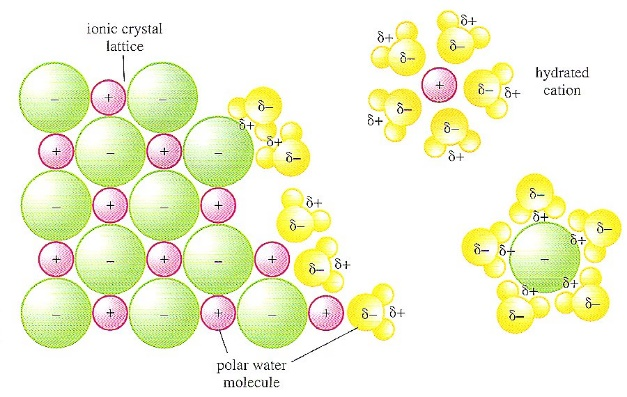 ionic crystal
lattice
− + −
+ − + −
− + − +
+ − + − +
− + − + − +
δ−
δ+
δ+
δ−
δ+
δ−
δ− δ+
δ− δ+
polar water
molecule
δ+
δ+
δ−
δ−
+
δ− δ+
δ−
δ+
δ−
δ+
hydrated
cation
δ−
δ+
δ−
δ+
δ− δ+
−
δ+
δ+
δ−
δ−